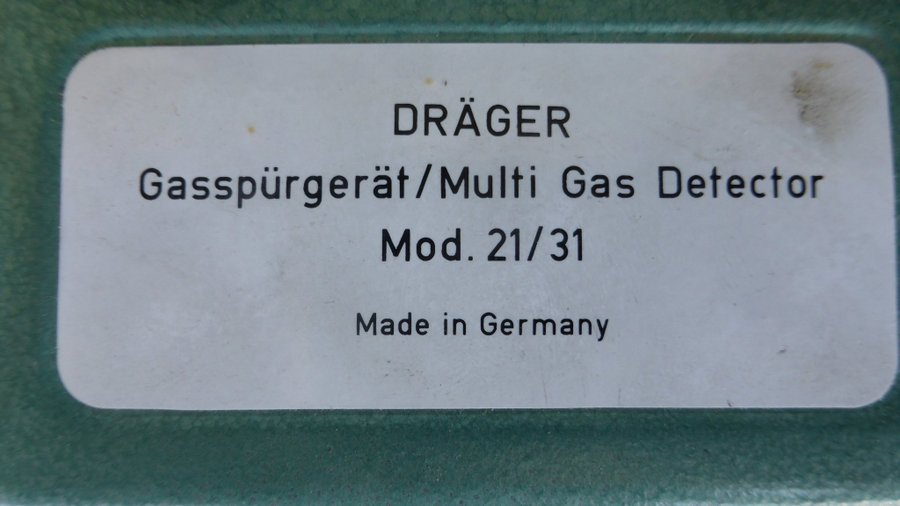 DRÄGER
Gasspürgerät/Multi Gas Detector
Mod. 21/31
Made in Germany